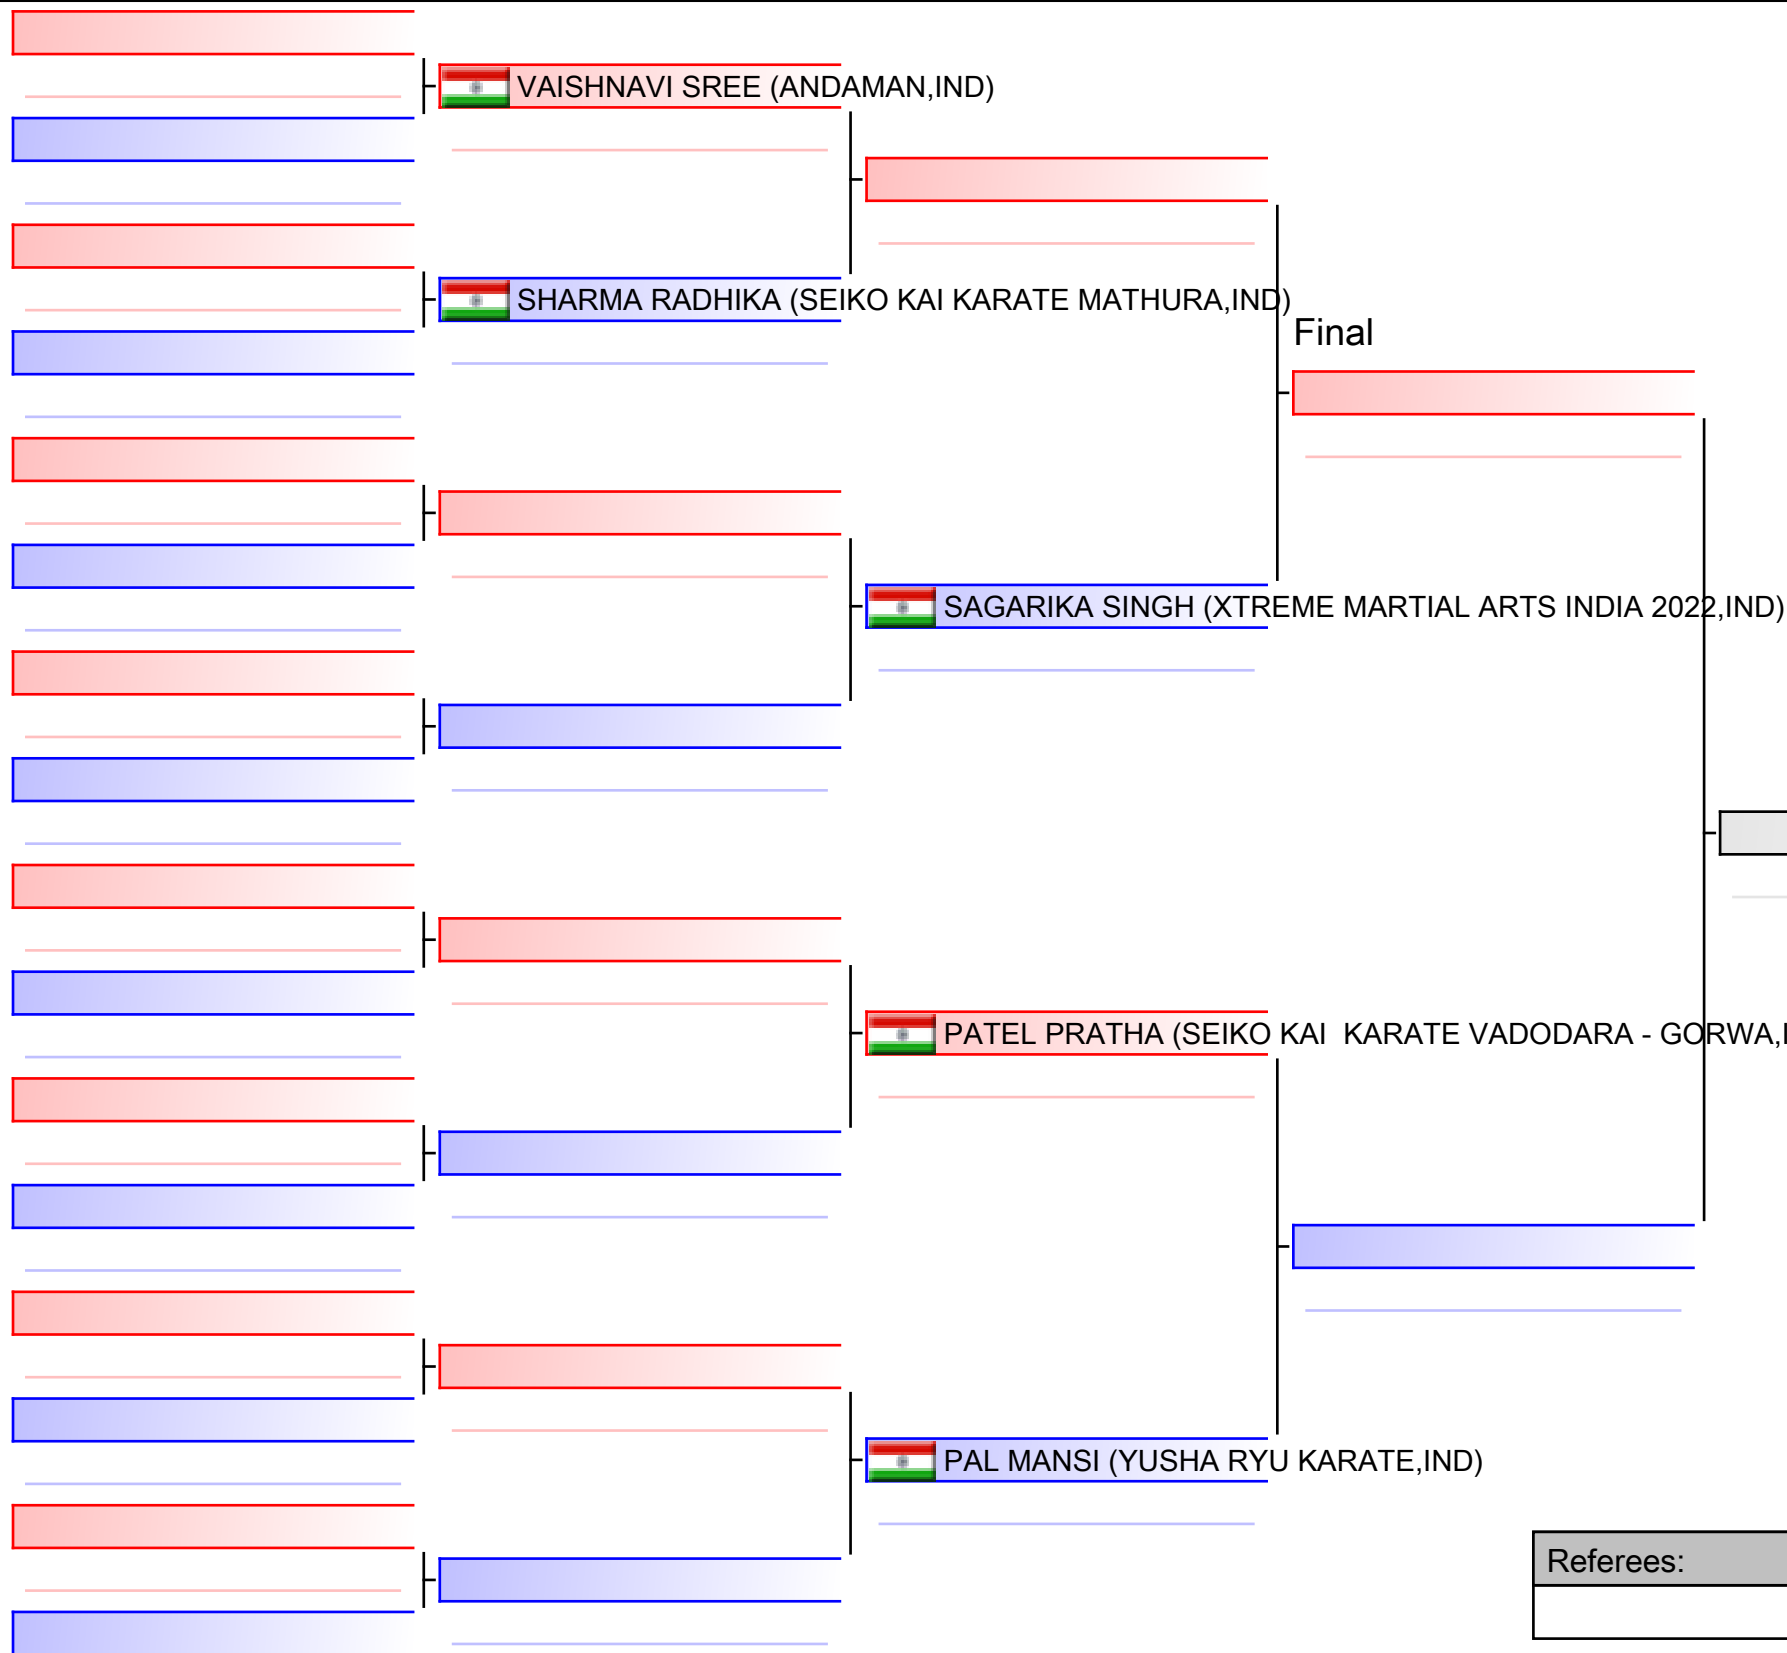 VAISHNAVI SREE (ANDAMAN,IND)
SHARMA RADHIKA (SEIKO KAI KARATE MATHURA,IND)
Final
SAGARIKA SINGH (XTREME MARTIAL ARTS INDIA 2022,IND)
PATEL PRATHA (SEIKO KAI  KARATE VADODARA - GORWA,
PAL MANSI (YUSHA RYU KARATE,IND)
Referees: